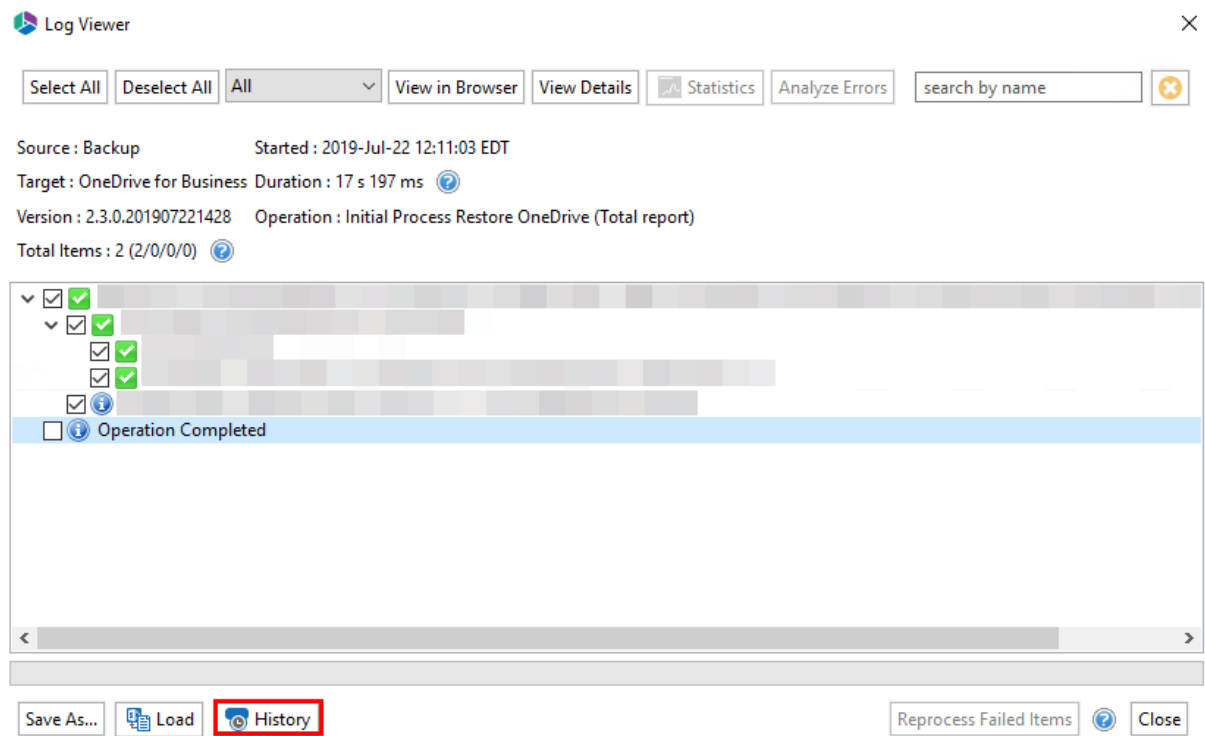 Log Viewer
Select All Deselect All All View in Browser View Details Statistics Analyze Errors search by name
Source : Backup Started : 2019-Jul-22 12:11:03 EDT
Target : OneDrive for Business Duration : 17 s 197 ms
Version : 2.3.0.201907221428 Operation : Initial Process Restore OneDrive (Total report)
Total Items : 2 (2/0/0/0)
Operation Completed
Save As... Load History Reprocess Failed Items Close